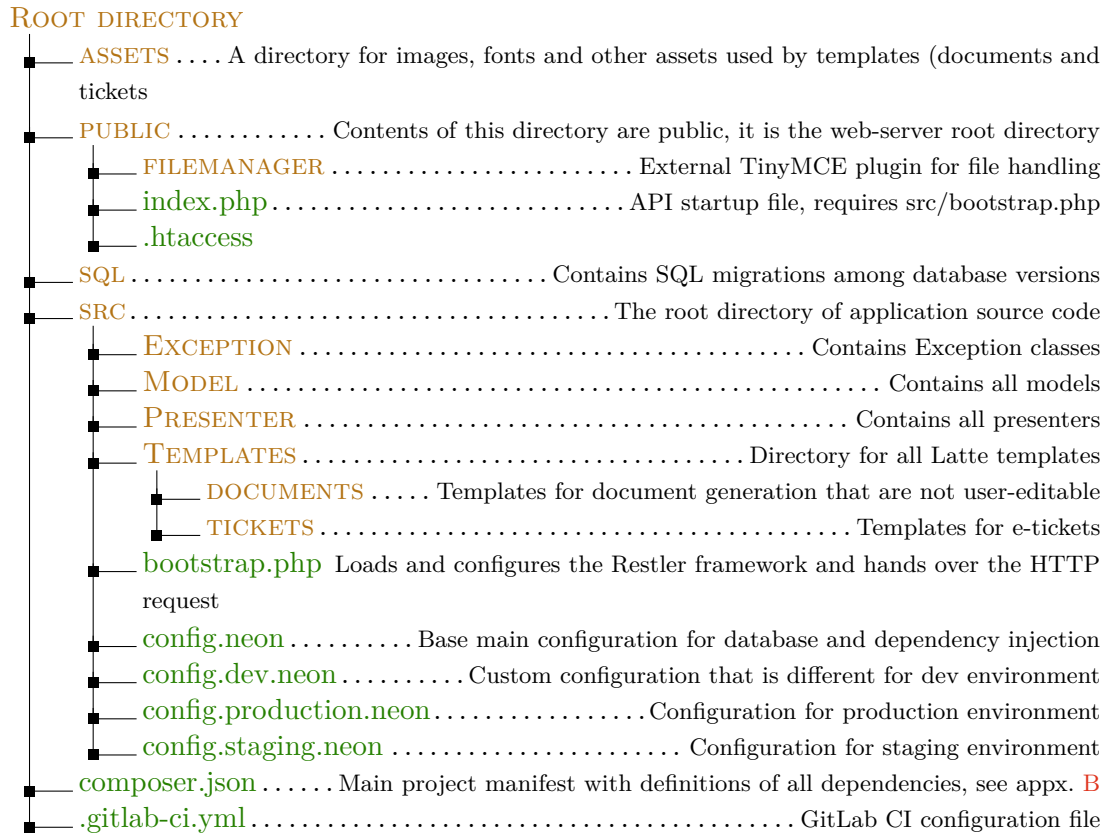 Root directory
assets .... A directory for images, fonts and other assets used by templates (documents and
tickets
public ............ Contents of this directory are public, it is the web-server root directory
filemanager ........................ External TinyMCE plugin for file handling
index.php ............................ API startup file, requires src/bootstrap.php
.htaccess
sql ................................. Contains SQL migrations among database versions
src ...................................... The root directory of application source code
Exception ....................................... Contains Exception classes
Model ................................................. Contains all models
Presenter ........................................... Contains all presenters
Templates .................................. Directory for all Latte templates
documents ..... Templates for document generation that are not user-editable
tickets ......................................... Templates for e-tickets
bootstrap.php Loads and configures the Restler framework and hands over the HTTP
request
config.neon .......... Base main configuration for database and dependency injection
config.dev.neon .......... Custom configuration that is different for dev environment
config.production.neon ................. Configuration for production environment
config.staging.neon ....................... Configuration for staging environment
composer.json ...... Main project manifest with definitions of all dependencies, see appx. B
.gitlab-ci.yml ........................................... GitLab CI configuration file